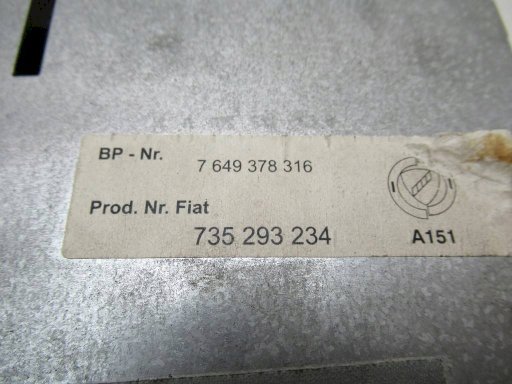 BP - Nr. 7 649 378 316
Prod. Nr. Fiat
735 293 234 A151